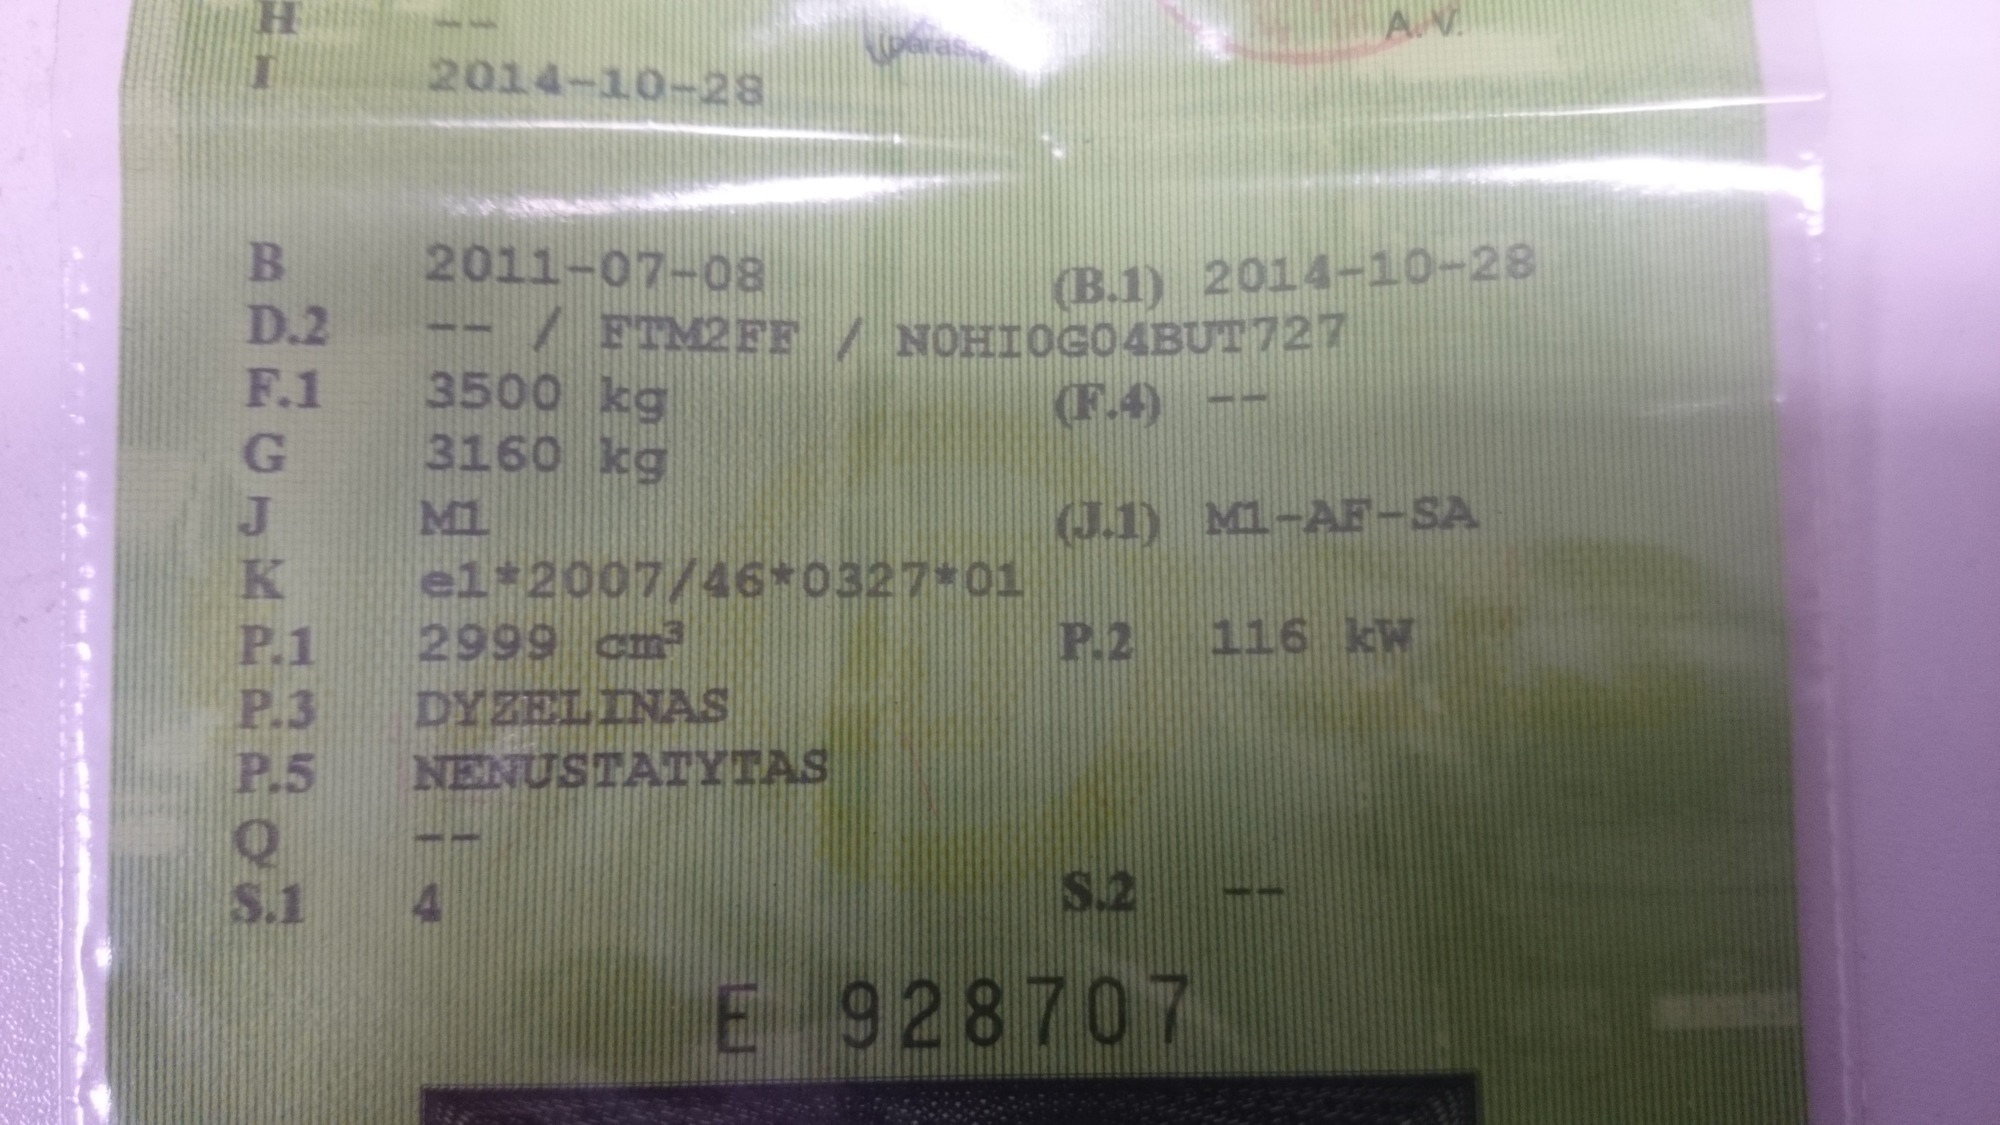 H --
(parašas) A. V.
I 2014-10-28
B 2011-07-08 (B.1) 2014-10-28
D.2 -- / FTM2FF / N0HI0G04BUT727
F.1 3500 kg (F.4) --
G 3160 kg
J M1 (J.1) M1-AF-SA
K e1*2007/46*0327*01
P.1 2999 cm³ P.2 116 kW
P.3 DYZELINAS
P.5 NENUSTATYTAS
Q --
S.1 4 S.2 --
E 928707